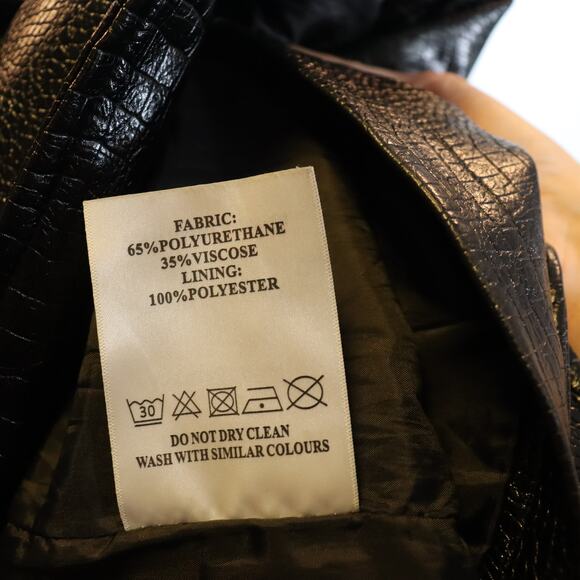 FABRIC:
65%POLYURETHANE
35%VISCOSE
LINING:
100%POLYESTER
30
DO NOT DRY CLEAN
WASH WITH SIMILAR COLOURS